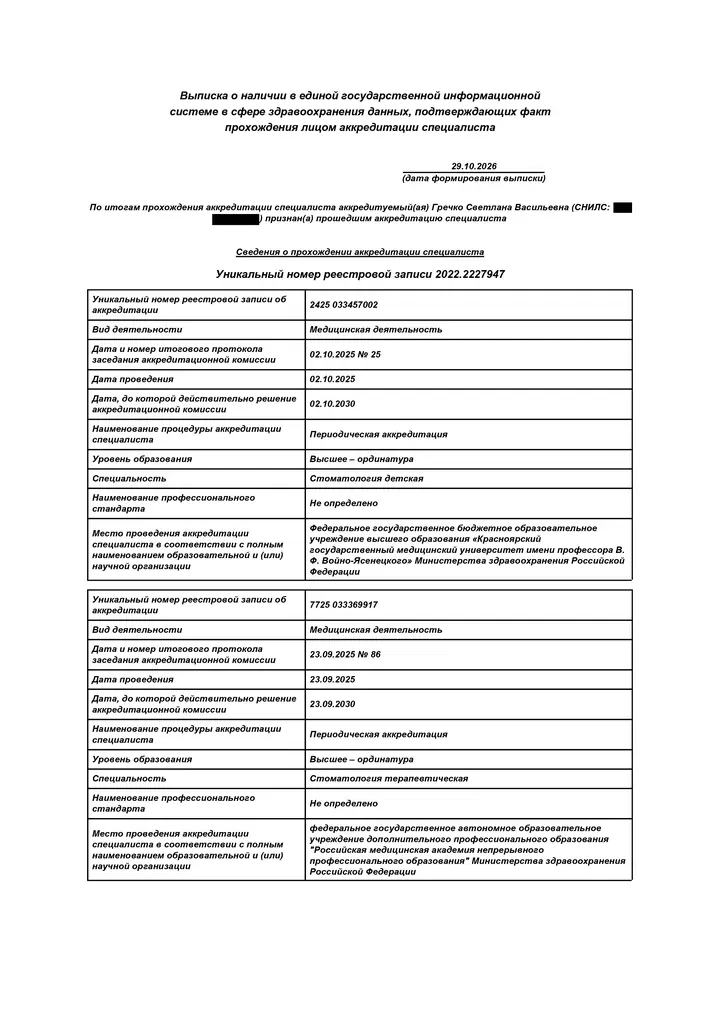 Выписка о наличии в единой государственной информационной
системе в сфере здравоохранения данных, подтверждающих факт
прохождения лицом аккредитации специалиста
29.10.2026
(дата формирования выписки)
По итогам прохождения аккредитации специалиста аккредитуемый(ая) Гречко Светлана Васильевна (СНИЛС:
) признан(а) прошедшим аккредитацию специалиста
Сведения о прохождении аккредитации специалиста
Уникальный номер реестровой записи 2022.2227947
Уникальный номер реестровой записи об
аккредитации
2425 033457002
Вид деятельности
Медицинская деятельность
Дата и номер итогового протокола
заседания аккредитационной комиссии
02.10.2025 № 25
Дата проведения
02.10.2025
Дата, до которой действительно решение
аккредитационной комиссии
02.10.2030
Наименование процедуры аккредитации
специалиста
Периодическая аккредитация
Уровень образования
Высшее – ординатура
Специальность
Стоматология детская
Наименование профессионального
стандарта
Не определено
Место проведения аккредитации
специалиста в соответствии с полным
наименованием образовательной и (или)
научной организации
Федеральное государственное бюджетное образовательное
учреждение высшего образования «Красноярский
государственный медицинский университет имени профессора В.
Ф. Войно-Ясенецкого» Министерства здравоохранения Российской
Федерации
Уникальный номер реестровой записи об
аккредитации
7725 033369917
Вид деятельности
Медицинская деятельность
Дата и номер итогового протокола
заседания аккредитационной комиссии
23.09.2025 № 86
Дата проведения
23.09.2025
Дата, до которой действительно решение
аккредитационной комиссии
23.09.2030
Наименование процедуры аккредитации
специалиста
Периодическая аккредитация
Уровень образования
Высшее – ординатура
Специальность
Стоматология терапевтическая
Наименование профессионального
стандарта
Не определено
Место проведения аккредитации
специалиста в соответствии с полным
наименованием образовательной и (или)
научной организации
федеральное государственное автономное образовательное
учреждение дополнительного профессионального образования
"Российская медицинская академия непрерывного
профессионального образования" Министерства здравоохранения
Российской Федерации